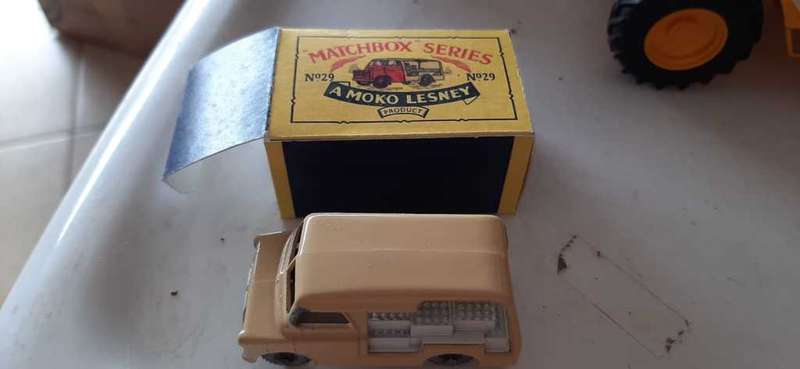 "MATCHBOX" SERIES
Nº29 Nº29
A MOKO LESNEY
PRODUCT